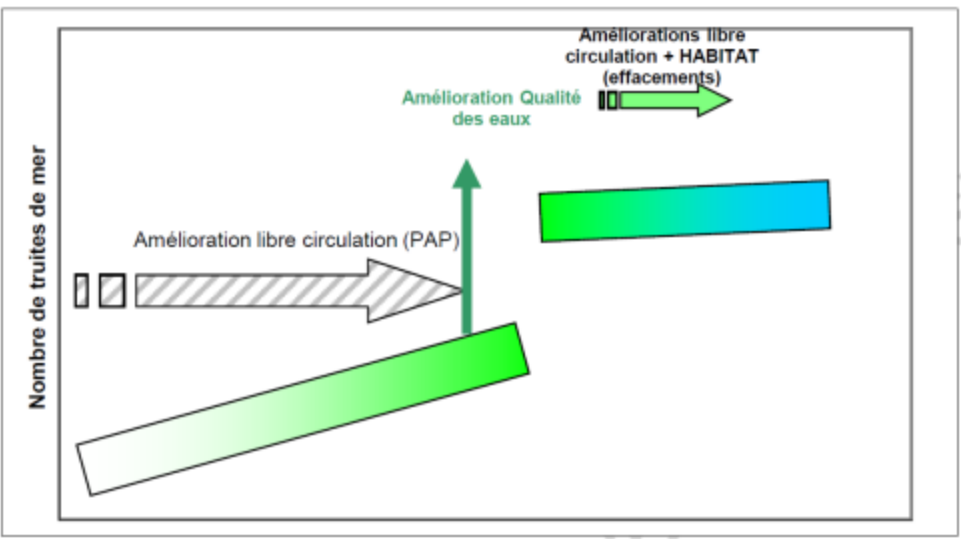 Améliorations libre
circulation + HABITAT
(effacements)
Amélioration Qualité
des eaux
Amélioration libre circulation (PAP)
Nombre de truites de mer